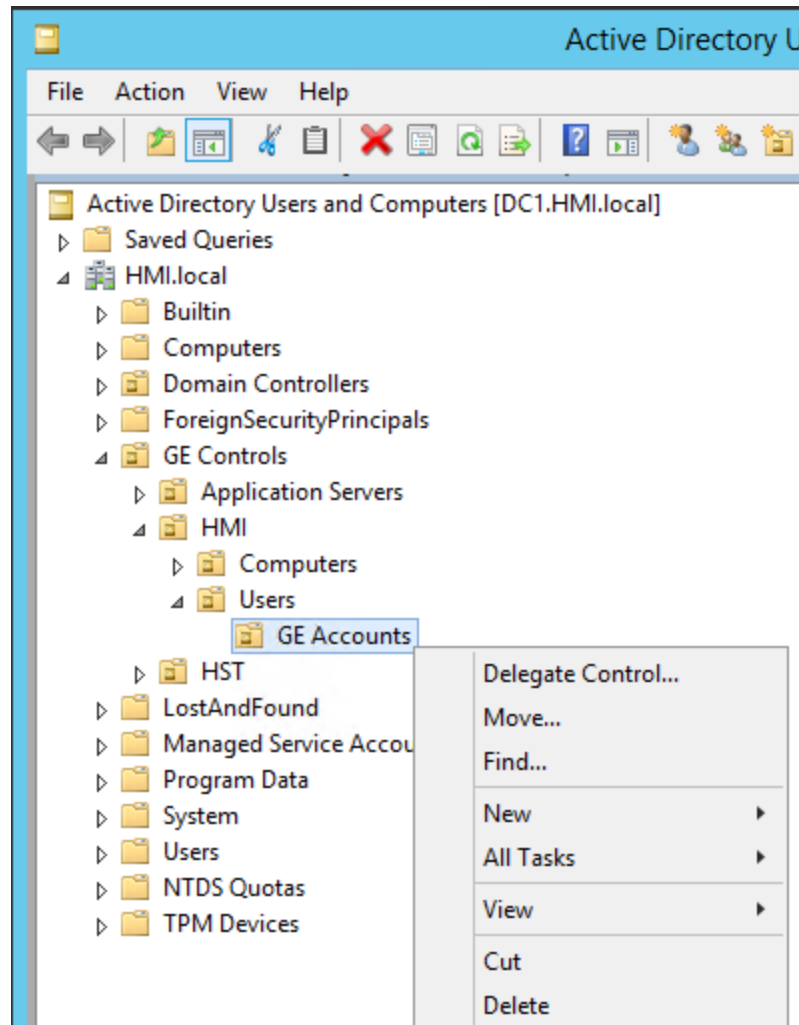 Active Directory U
File Action View Help
Active Directory Users and Computers [DC1.HMI.local]
Saved Queries
HMI.local
Builtin
Computers
Domain Controllers
ForeignSecurityPrincipals
GE Controls
Application Servers
HMI
Computers
Users
GE Accounts
HST
LostAndFound
Managed Service Accou
Program Data
System
Users
NTDS Quotas
TPM Devices
Delegate Control...
Move...
Find...
New
All Tasks
View
Cut
Delete